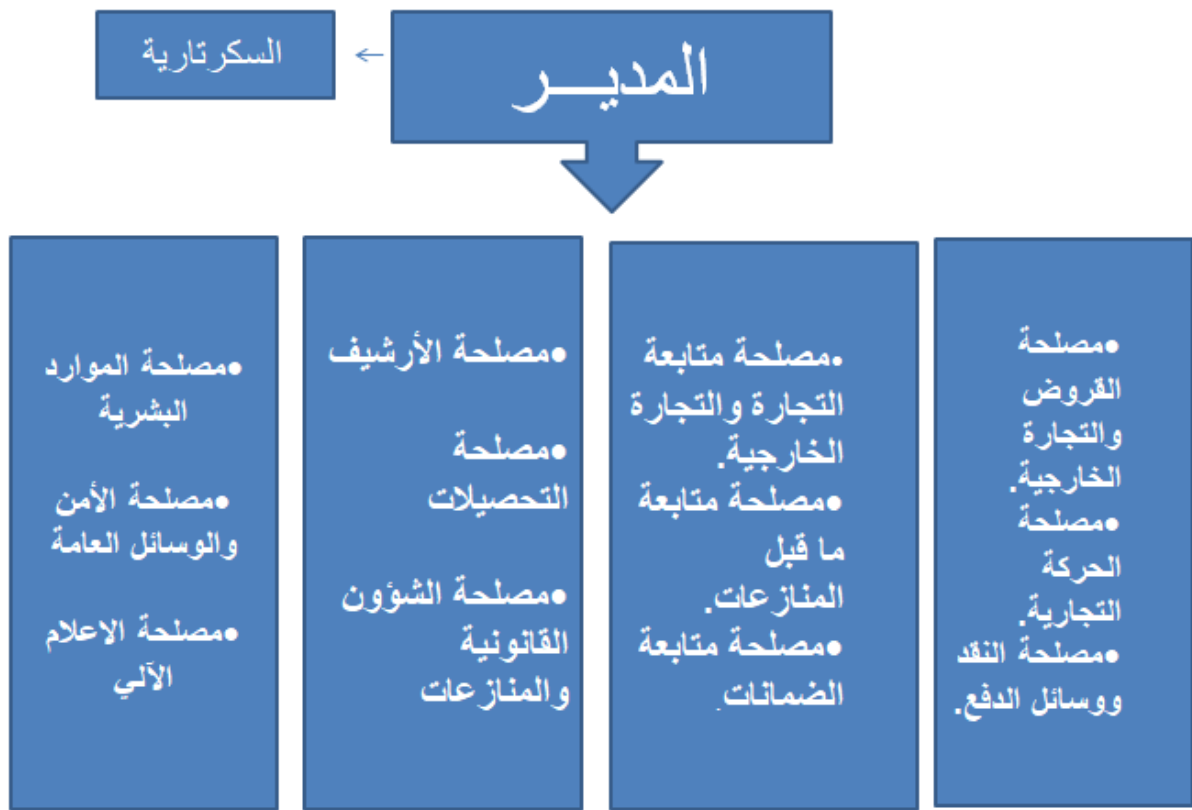 المديـــر
السكرتارية
•مصلحة
القروض
والتجارة
الخارجية.
•مصلحة
الحركة
التجارية.
•مصلحة النقد
ووسائل الدفع.
•مصلحة متابعة
التجارة والتجارة
الخارجية.
•مصلحة متابعة
ما قبل
المنازعات.
•مصلحة متابعة
الضمانات.
•مصلحة الأرشيف
•مصلحة
التحصيلات
•مصلحة الشؤون
القانونية
والمنازعات
•مصلحة الموارد
البشرية
•مصلحة الأمن
والوسائل العامة
•مصلحة الاعلام
الآلي